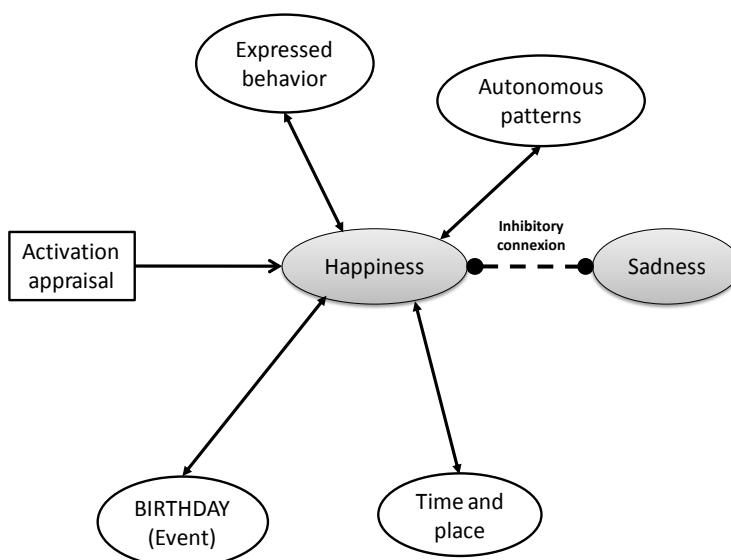 Expressed
behavior
Autonomous
patterns
Inhibitory
connexion
Activation
appraisal
Happiness
Sadness
BIRTHDAY
(Event)
Time and
place